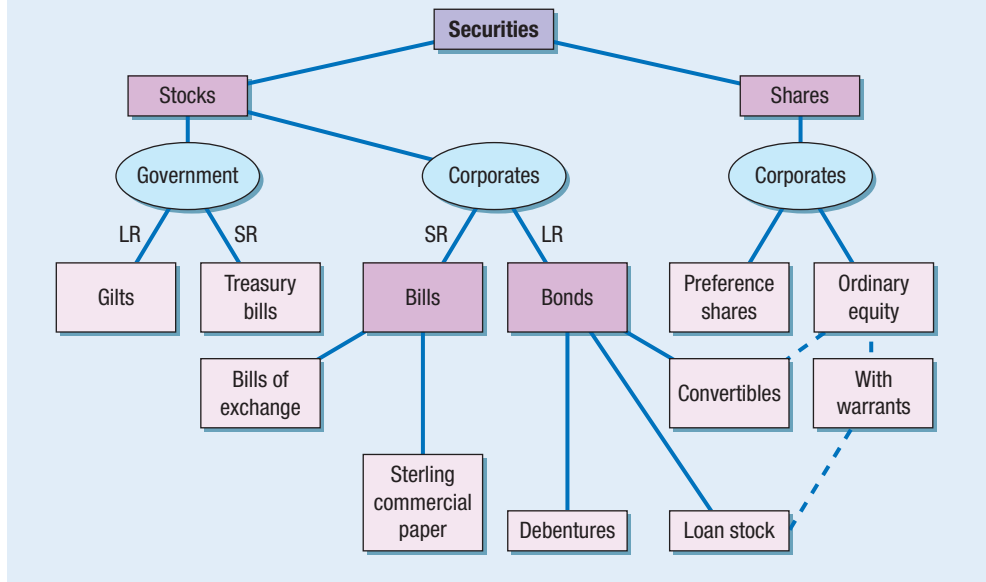 Securities
Stocks
Shares
Government
Corporates
Corporates
LR
SR
SR
LR
Gilts
Treasury
bills
Bills
Bonds
Preference
shares
Ordinary
equity
Bills of
exchange
Convertibles
With
warrants
Sterling
commercial
paper
Debentures
Loan stock